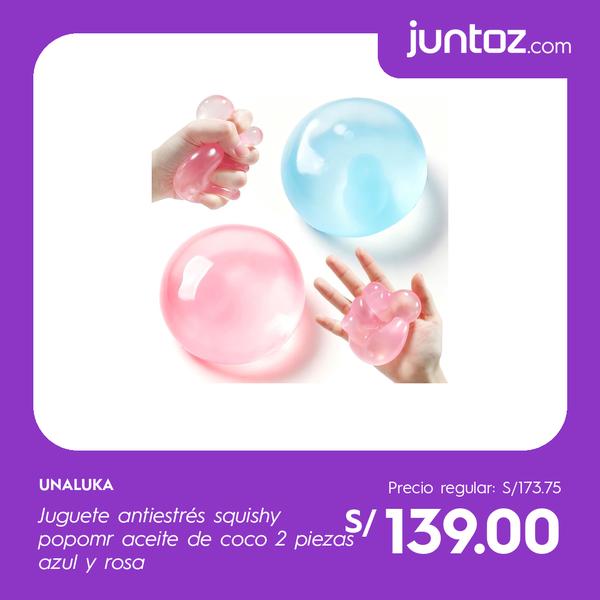 juntoz.com
UNALUKA
Juguete antiestrés squishy
popomr aceite de coco 2 piezas
azul y rosa
Precio regular: S/173.75
S/139.00